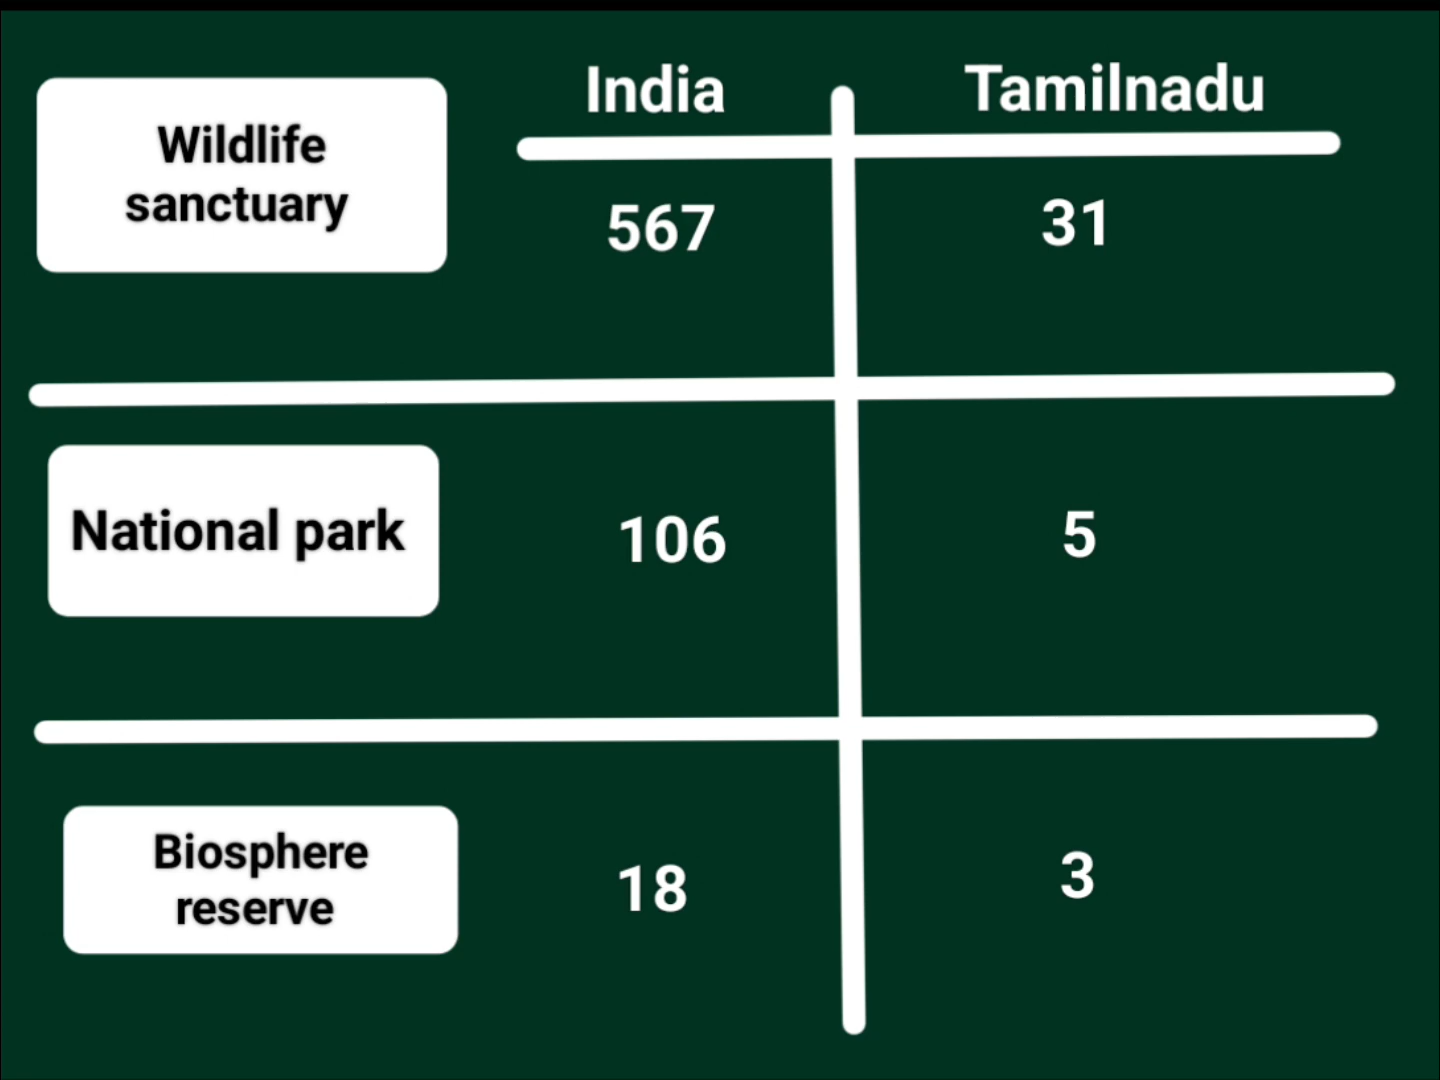 India Tamilnadu
Wildlife
sanctuary
567 31
National park
106 5
Biosphere
reserve
18 3